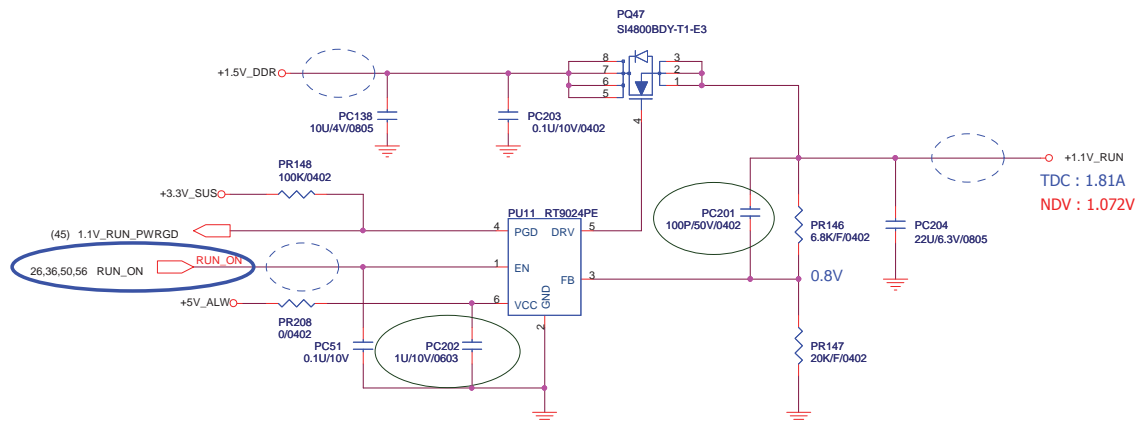 PQ47
SI4800BDY-T1-E3
8
7
6
5
3
2
1
4
+1.5V_DDR
PC138
10U/4V/0805
PC203
0.1U/10V/0402
PR148
100K/0402
+3.3V_SUS
(45) 1.1V_RUN_PWRGD
26,36,50,56 RUN_ON
RUN_ON
+5V_ALW
PR208
0/0402
PC51
0.1U/10V
PC202
1U/10V/0603
PU11 RT9024PE
4 PGD DRV 5
1 EN
FB 3
6 VCC
GND
2
PC201
100P/50V/0402
PR146
6.8K/F/0402
0.8V
PR147
20K/F/0402
PC204
22U/6.3V/0805
+1.1V_RUN
TDC : 1.81A
NDV : 1.072V